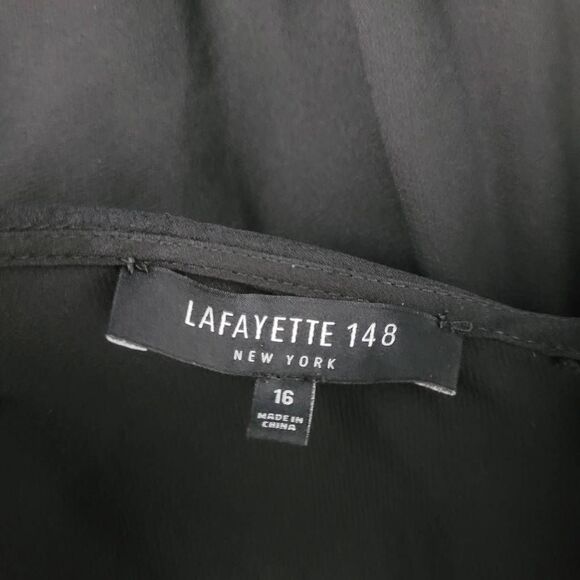 LAFAYETTE 148
NEW YORK
16
MADE IN
CHINA